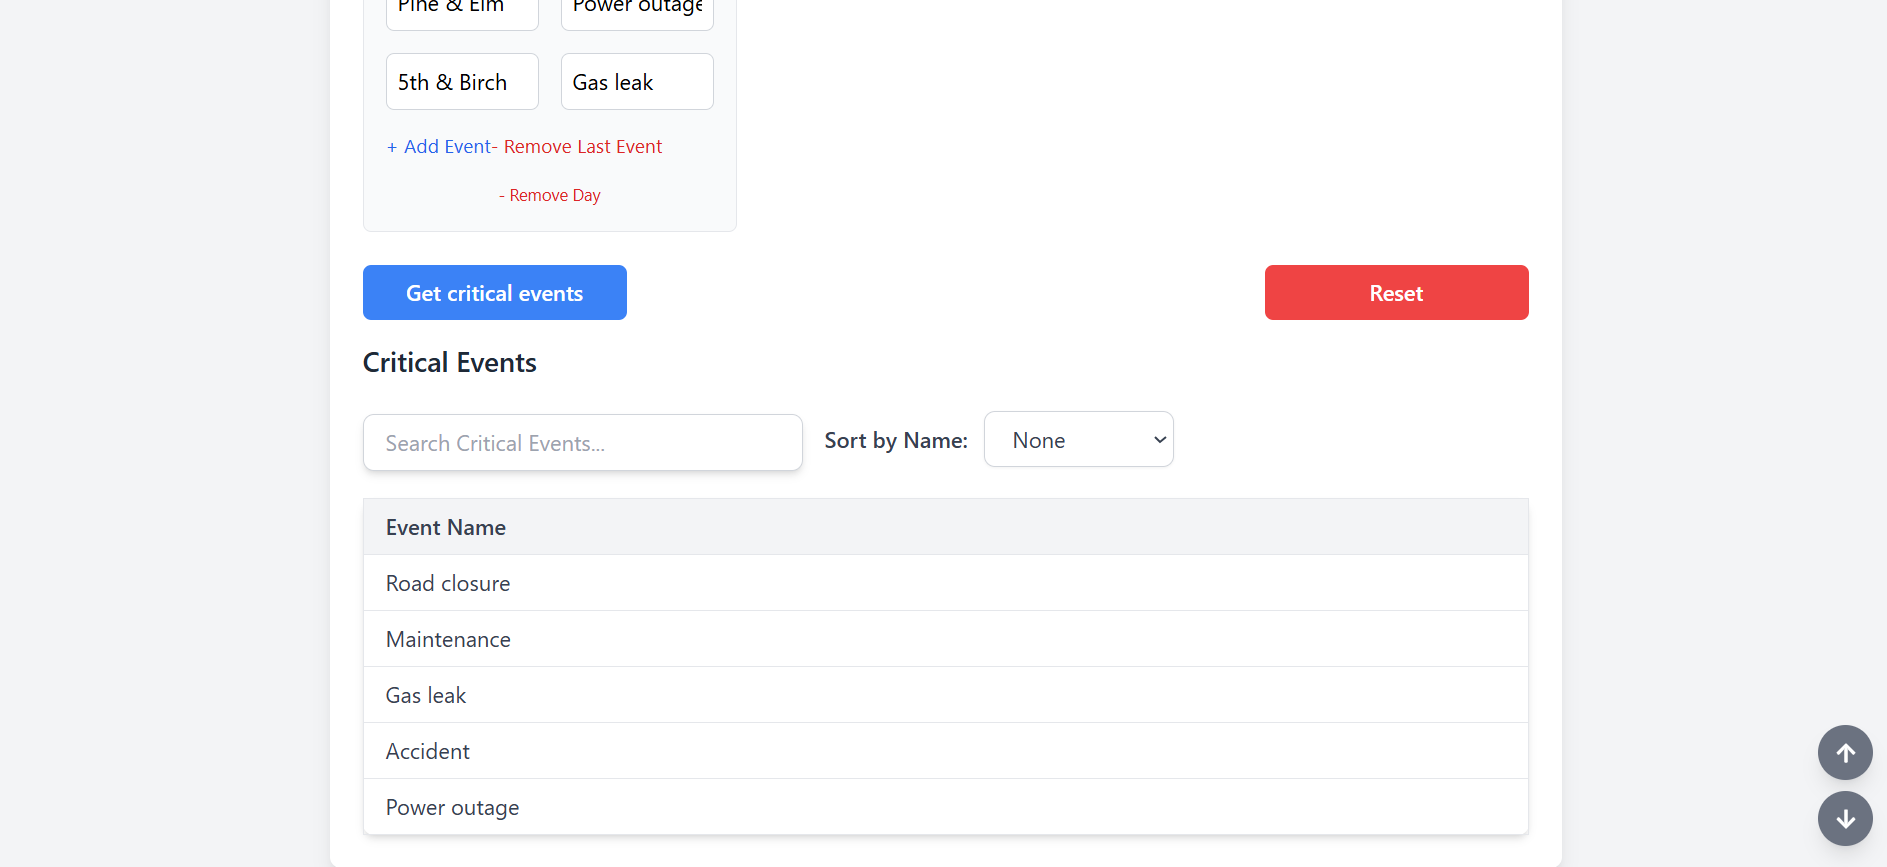 Pine & Elm Power outage
5th & Birch Gas leak
+ Add Event- Remove Last Event
- Remove Day
Get critical events Reset
Critical Events
Search Critical Events... Sort by Name: None
Event Name
Road closure
Maintenance
Gas leak
Accident
Power outage